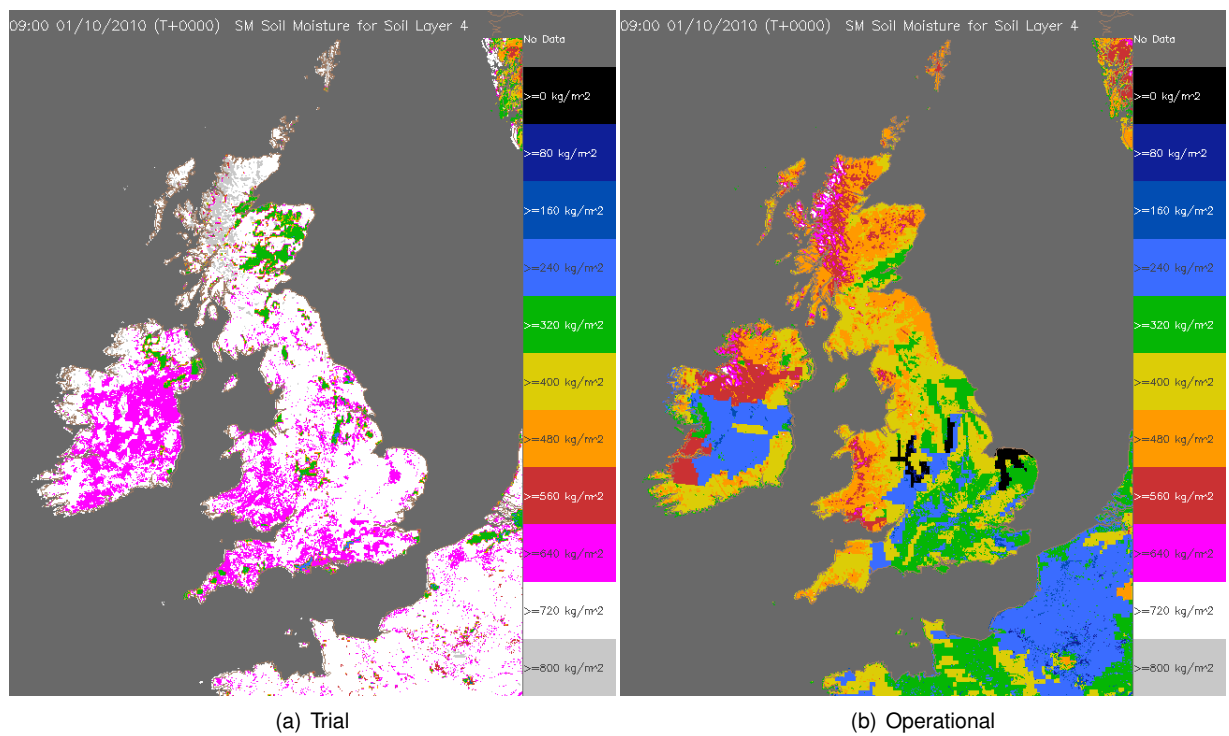 09:00 01/10/2010 (T+0000) SM Soil Moisture for Soil Layer 4
No Data
>=0 kg/m^2
>=80 kg/m^2
>=160 kg/m^2
>=240 kg/m^2
>=320 kg/m^2
>=400 kg/m^2
>=480 kg/m^2
>=560 kg/m^2
>=640 kg/m^2
>=720 kg/m^2
>=800 kg/m^2
(a) Trial
09:00 01/10/2010 (T+0000) SM Soil Moisture for Soil Layer 4
No Data
>=0 kg/m^2
>=80 kg/m^2
>=160 kg/m^2
>=240 kg/m^2
>=320 kg/m^2
>=400 kg/m^2
>=480 kg/m^2
>=560 kg/m^2
>=640 kg/m^2
>=720 kg/m^2
>=800 kg/m^2
(b) Operational